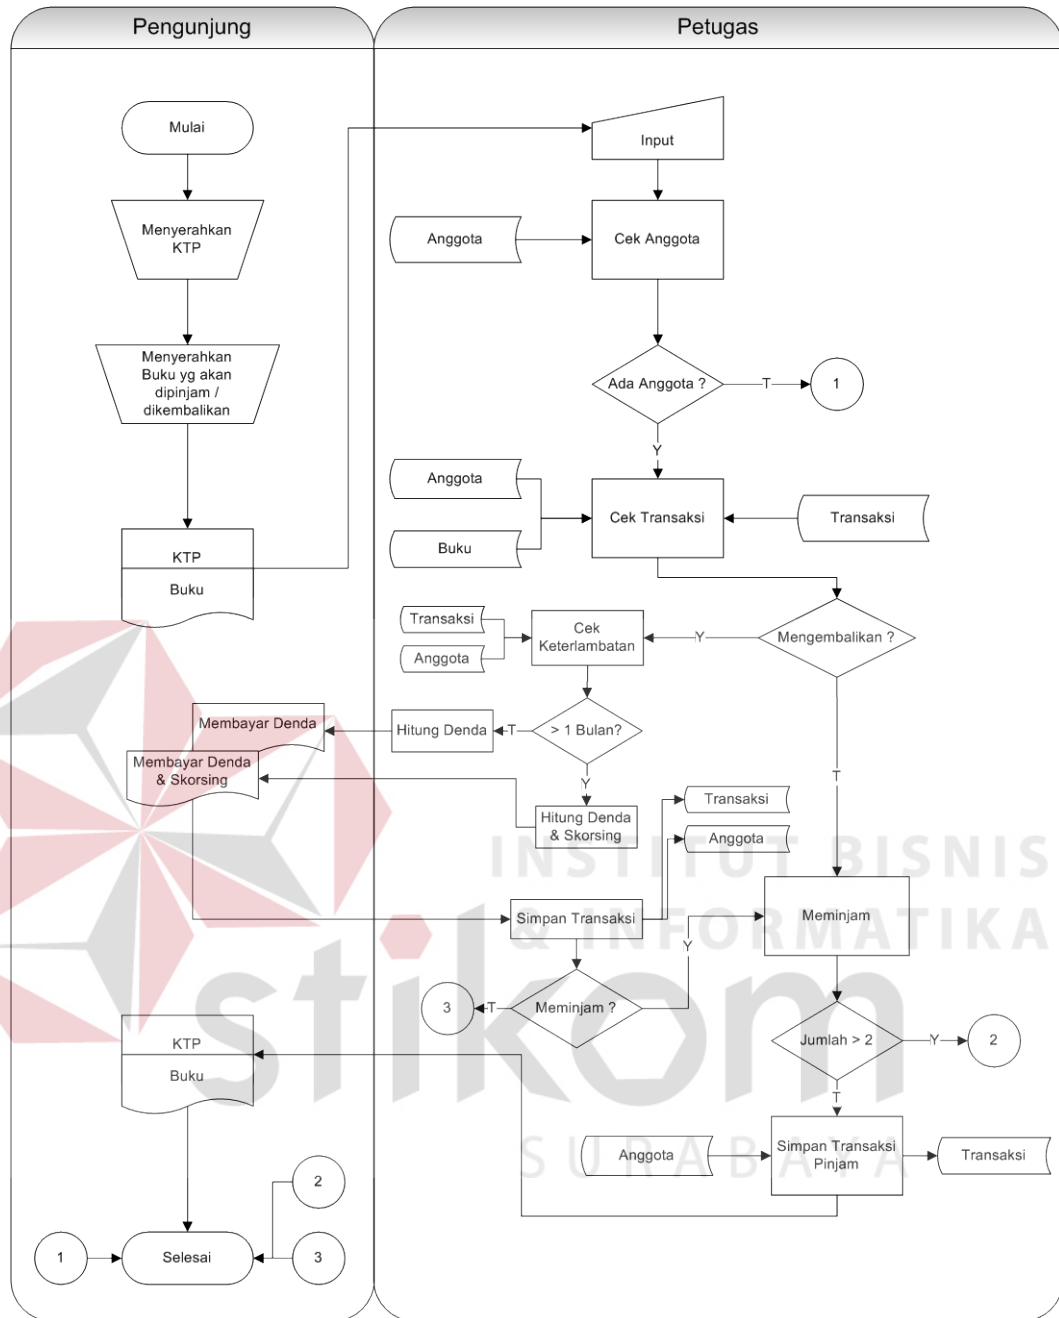 Pengunjung
Petugas
Mulai
Input
Menyerahkan
KTP
Anggota
Cek Anggota
Menyerahkan
Buku yg akan
dipinjam /
dikembalikan
Ada Anggota ?
T
1
Y
Anggota
Cek Transaksi
Transaksi
Buku
KTP
Buku
Transaksi
Anggota
Cek
Keterlambatan
Y
Mengembalikan ?
Membayar Denda
Hitung Denda
T
> 1 Bulan?
Membayar Denda
& Skorsing
Y
T
Hitung Denda
& Skorsing
Transaksi
Anggota
INSTITUT BISNIS
& INFORMATIKA
stikom
SURABAYA
Simpan Transaksi
Y
Meminjam
3
T
Meminjam ?
Jumlah > 2
Y
2
T
KTP
Buku
Anggota
Simpan Transaksi
Pinjam
Transaksi
2
1
Selesai
3